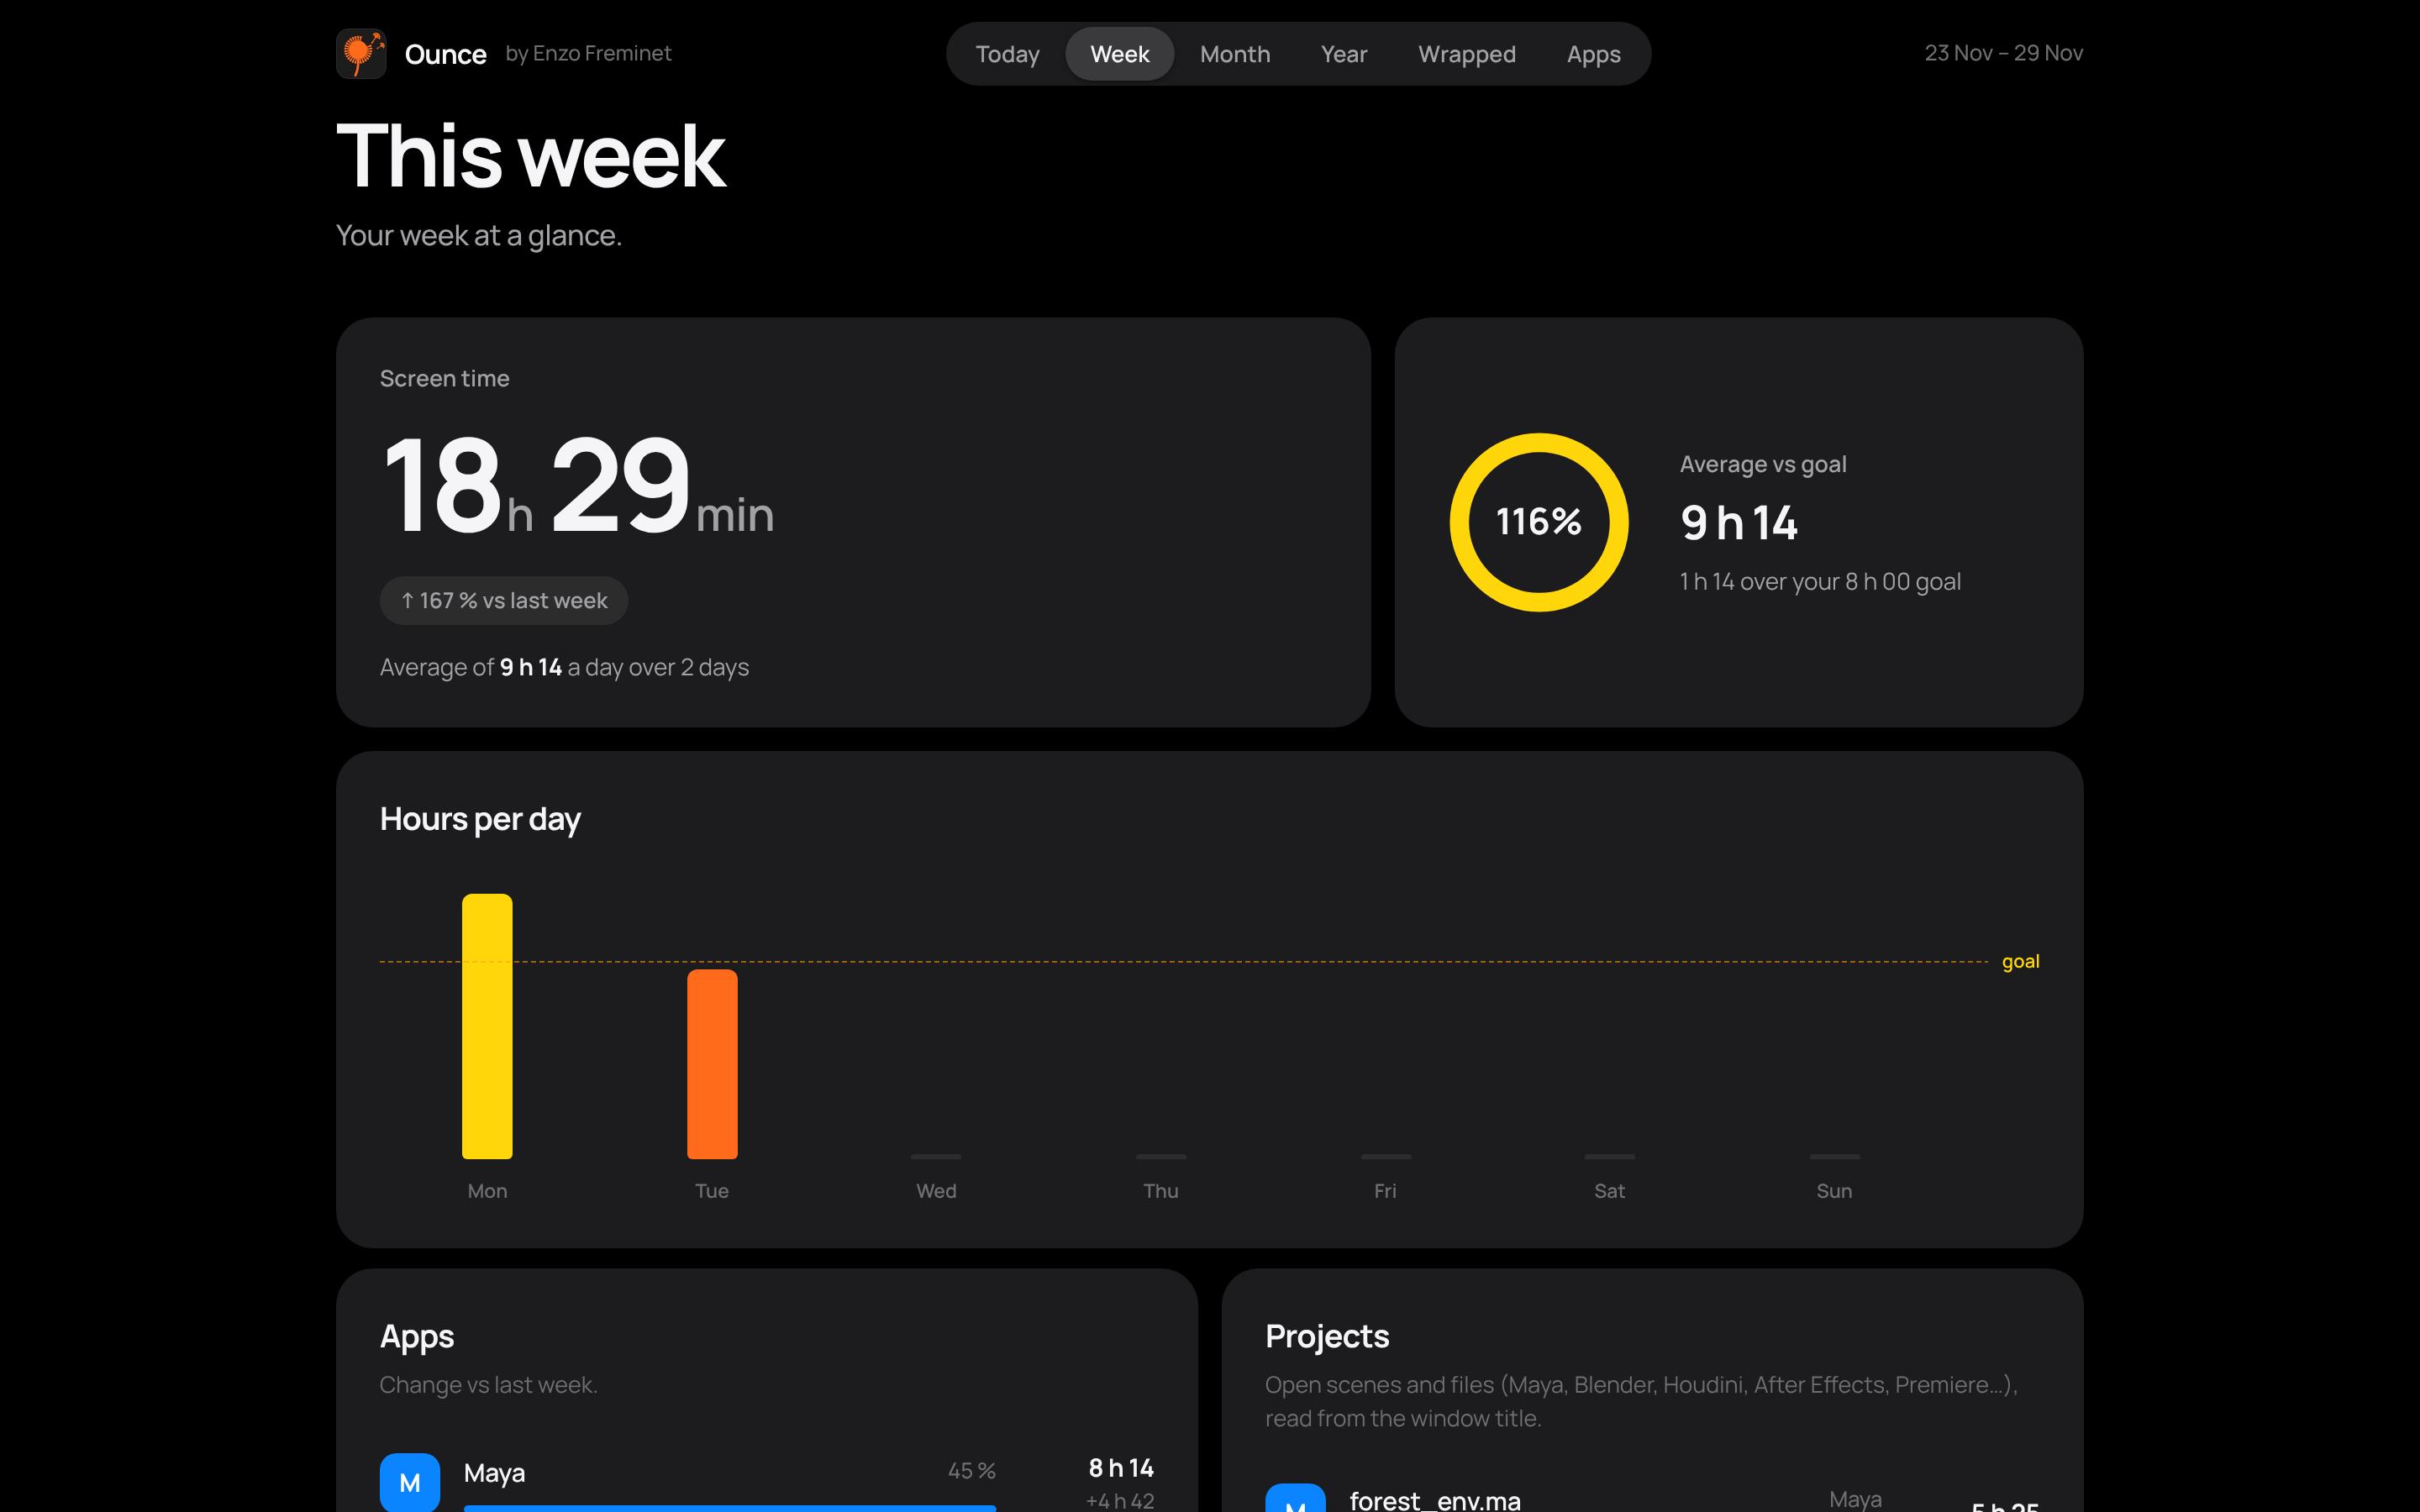 Ounce by Enzo Freminet
Today Week Month Year Wrapped Apps
23 Nov – 29 Nov
This week
Your week at a glance.
Screen time
18h 29min
↑ 167 % vs last week
Average of 9 h 14 a day over 2 days
116%
Average vs goal
9 h 14
1 h 14 over your 8 h 00 goal
Hours per day
goal
Mon Tue Wed Thu Fri Sat Sun
Apps
Change vs last week.
M Maya 45 % 8 h 14
+4 h 42
Projects
Open scenes and files (Maya, Blender, Houdini, After Effects, Premiere…),
read from the window title.
M forest_env.ma Maya 5 h 25